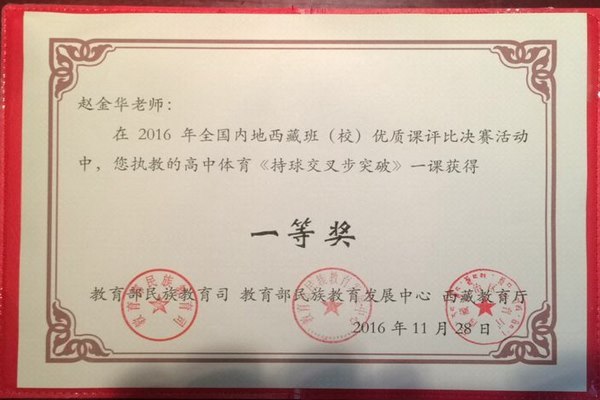 赵金华老师：
在 2016 年全国内地西藏班（校）优质课评比决赛活动
中，您执教的高中体育《持球交叉步突破》一课获得
一等奖
教育部民族教育司 教育部民族教育发展中心 西藏教育厅
2016 年 11 月 28 日